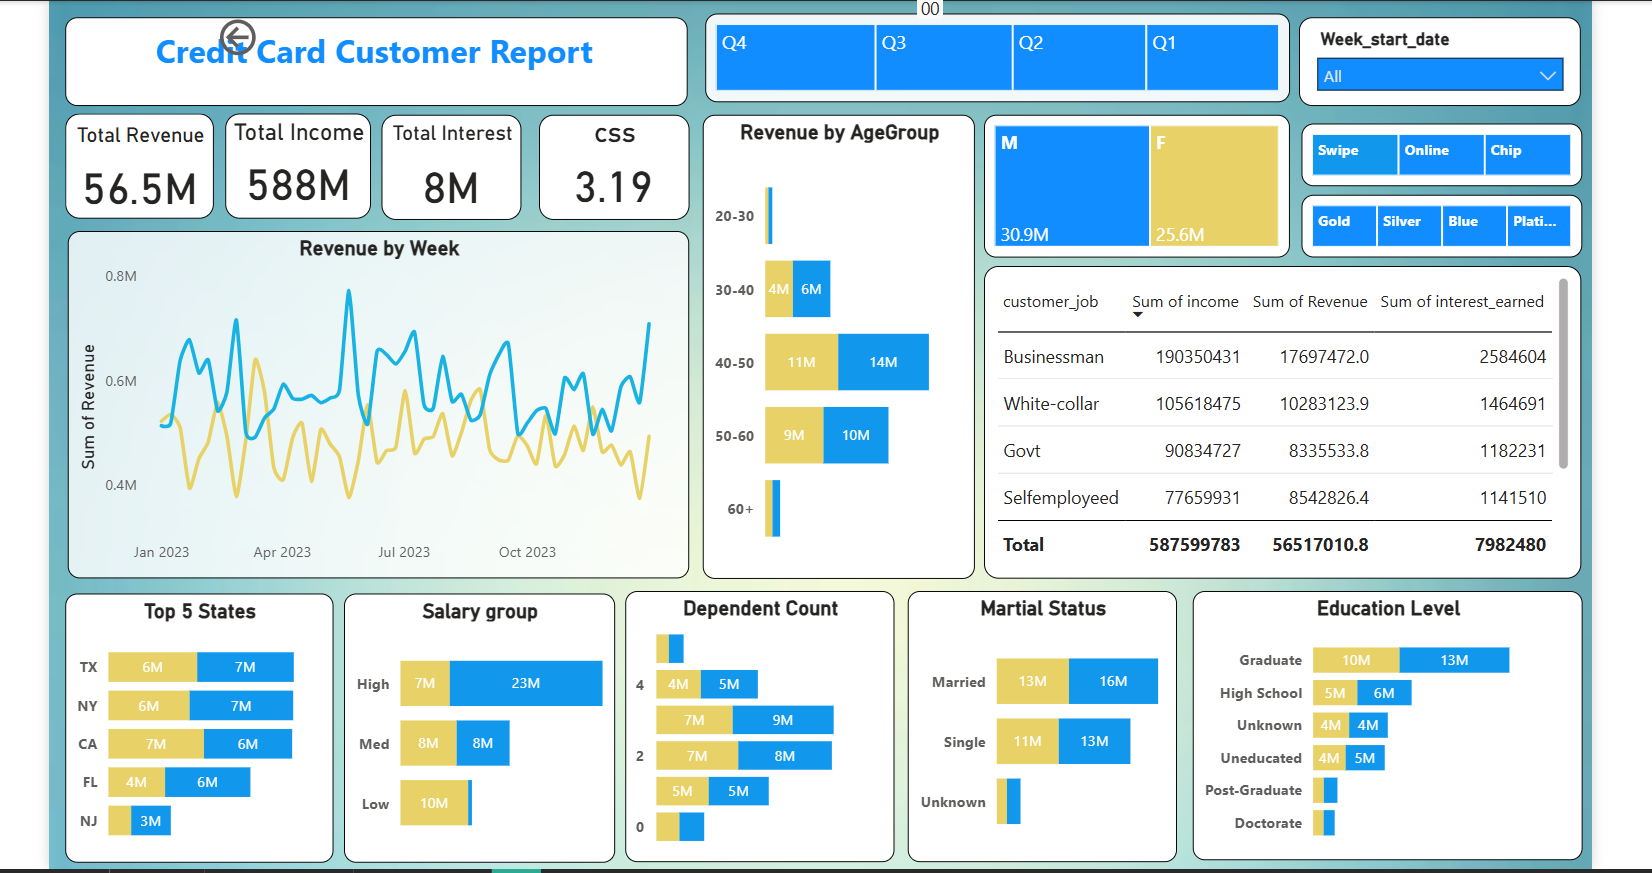 00
Credit Card Customer Report
Q4 Q3 Q2 Q1
Week_start_date
All
Total Revenue
56.5M
Total Income
588M
Total Interest
8M
CSS
3.19
Revenue by Week
0.8M
0.6M
0.4M
Sum of Revenue
Jan 2023 Apr 2023 Jul 2023 Oct 2023
Revenue by AgeGroup
20-30
30-40 4M 6M
40-50 11M 14M
50-60 9M 10M
60+
M F
30.9M 25.6M
Swipe Online Chip
Gold Silver Blue Plati...
customer_job Sum of income Sum of Revenue Sum of interest_earned
Businessman 190350431 17697472.0 2584604
White-collar 105618475 10283123.9 1464691
Govt 90834727 8335533.8 1182231
Selfemployeed 77659931 8542826.4 1141510
Total 587599783 56517010.8 7982480
Top 5 States
TX 6M 7M
NY 6M 7M
CA 7M 6M
FL 4M 6M
NJ 3M
Salary group
High 7M 23M
Med 8M 8M
Low 10M
Dependent Count
4 4M 5M
7M 9M
2 7M 8M
5M 5M
0
Martial Status
Married 13M 16M
Single 11M 13M
Unknown
Education Level
Graduate 10M 13M
High School 5M 6M
Unknown 4M 4M
Uneducated 4M 5M
Post-Graduate
Doctorate